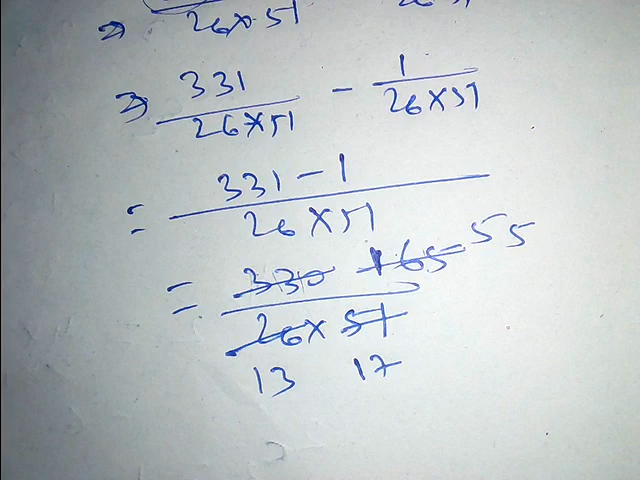 ⇒ 26×51
⇒ 331/26×51 - 1/26×51
= 331-1/26×51
= 330 165 55/26×51
13 17